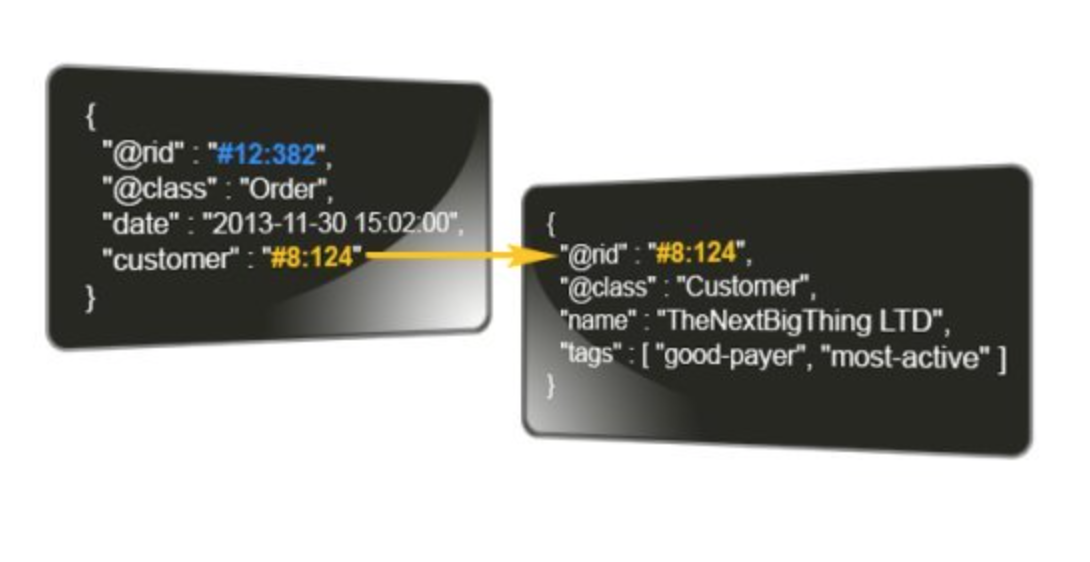 {
"@rid" : "#12:382",
"@class" : "Order",
"date" : "2013-11-30 15:02:00",
"customer" : "#8:124"
}
{
"@rid" : "#8:124",
"@class" : "Customer",
"name" : "TheNextBigThing LTD",
"tags" : [ "good-payer", "most-active" ]
}